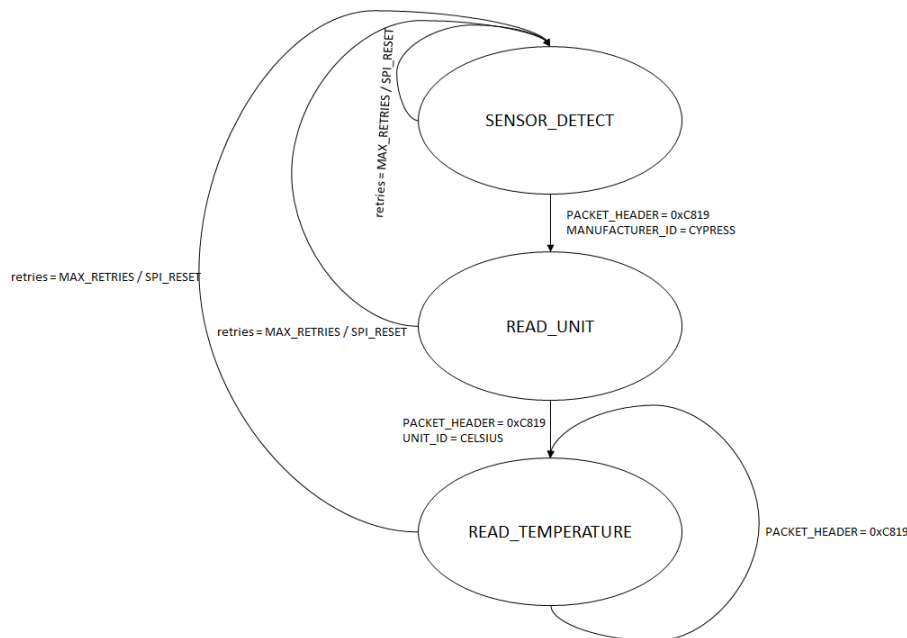 retries = MAX_RETRIES / SPI_RESET
SENSOR_DETECT
PACKET_HEADER = 0xC819
MANUFACTURER_ID = CYPRESS
retries = MAX_RETRIES / SPI_RESET
retries = MAX_RETRIES / SPI_RESET
READ_UNIT
PACKET_HEADER = 0xC819
UNIT_ID = CELSIUS
READ_TEMPERATURE
PACKET_HEADER = 0xC819